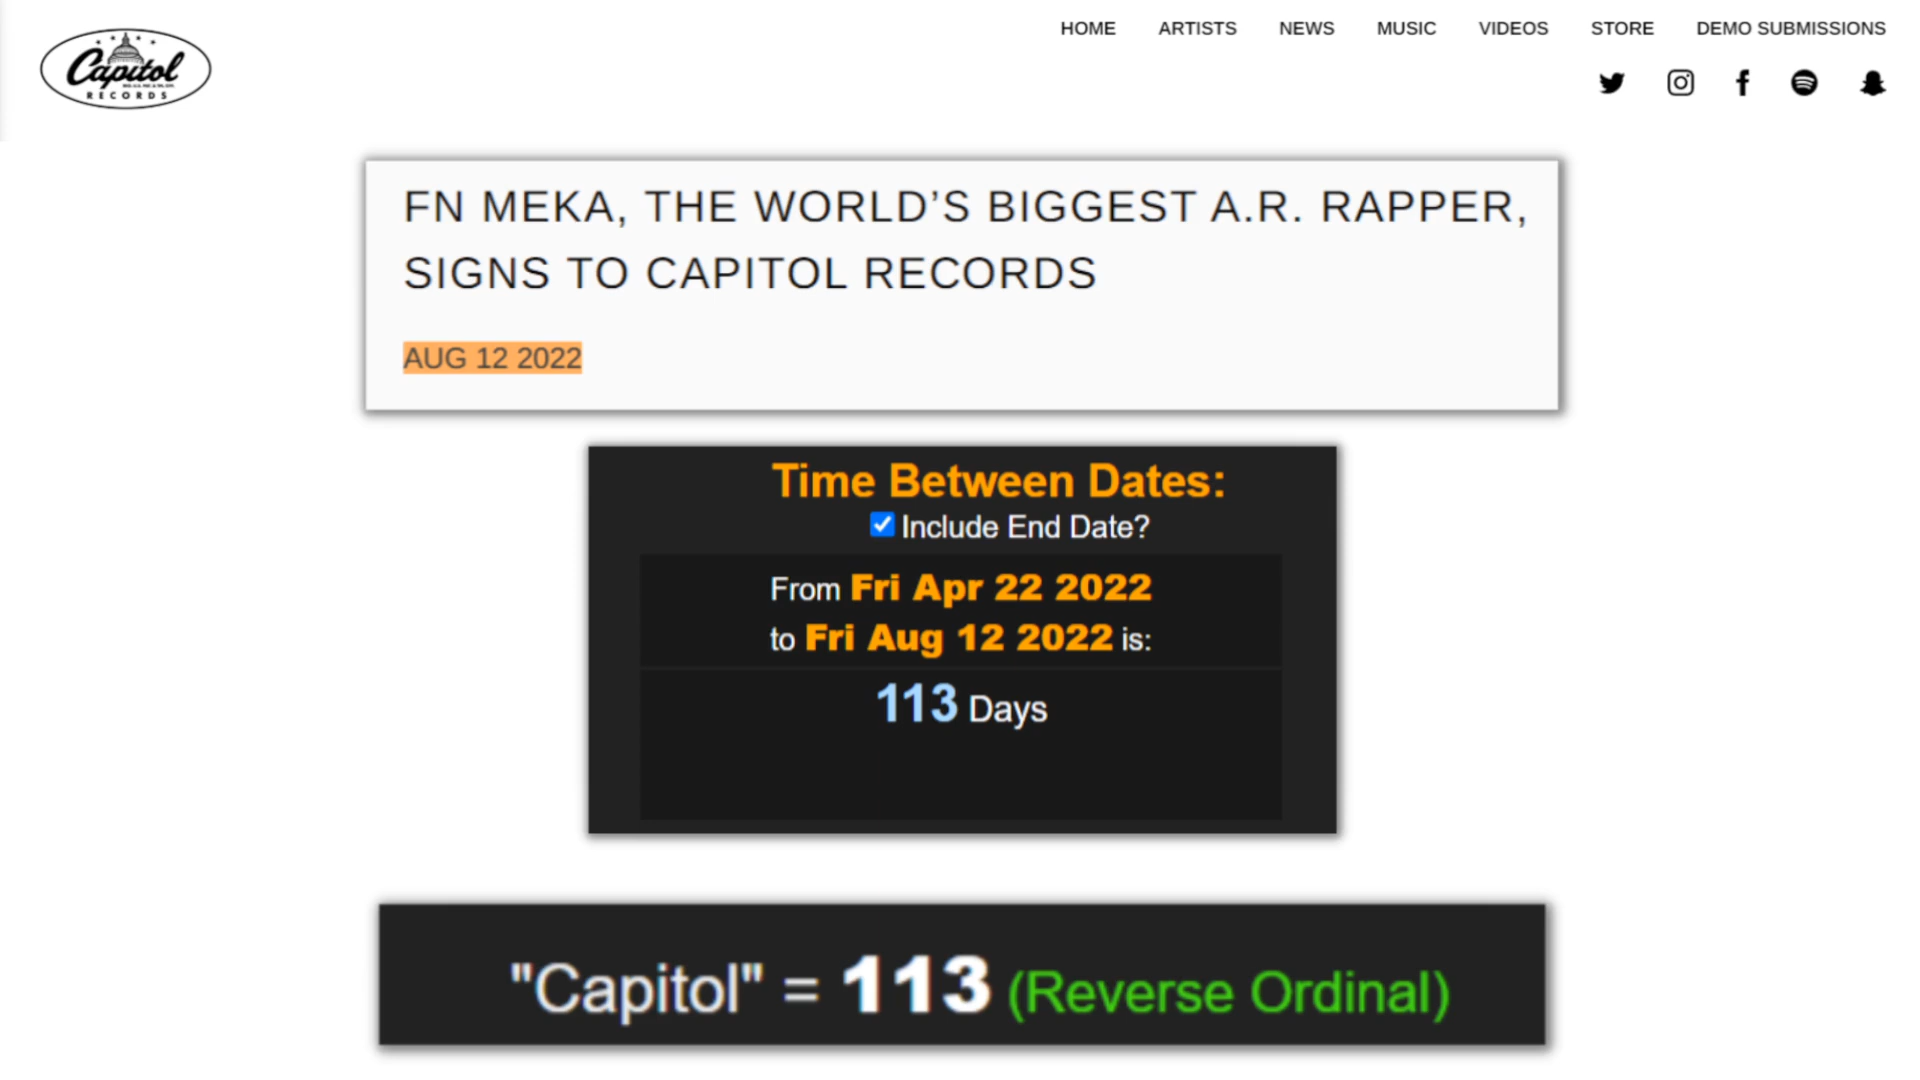 HOME ARTISTS NEWS MUSIC VIDEOS STORE DEMO SUBMISSIONS
Capitol
RECORDS
FN MEKA, THE WORLD’S BIGGEST A.R. RAPPER,
SIGNS TO CAPITOL RECORDS
AUG 12 2022
Time Between Dates:
Include End Date?
From Fri Apr 22 2022
to Fri Aug 12 2022 is:
113 Days
"Capitol" = 113 (Reverse Ordinal)